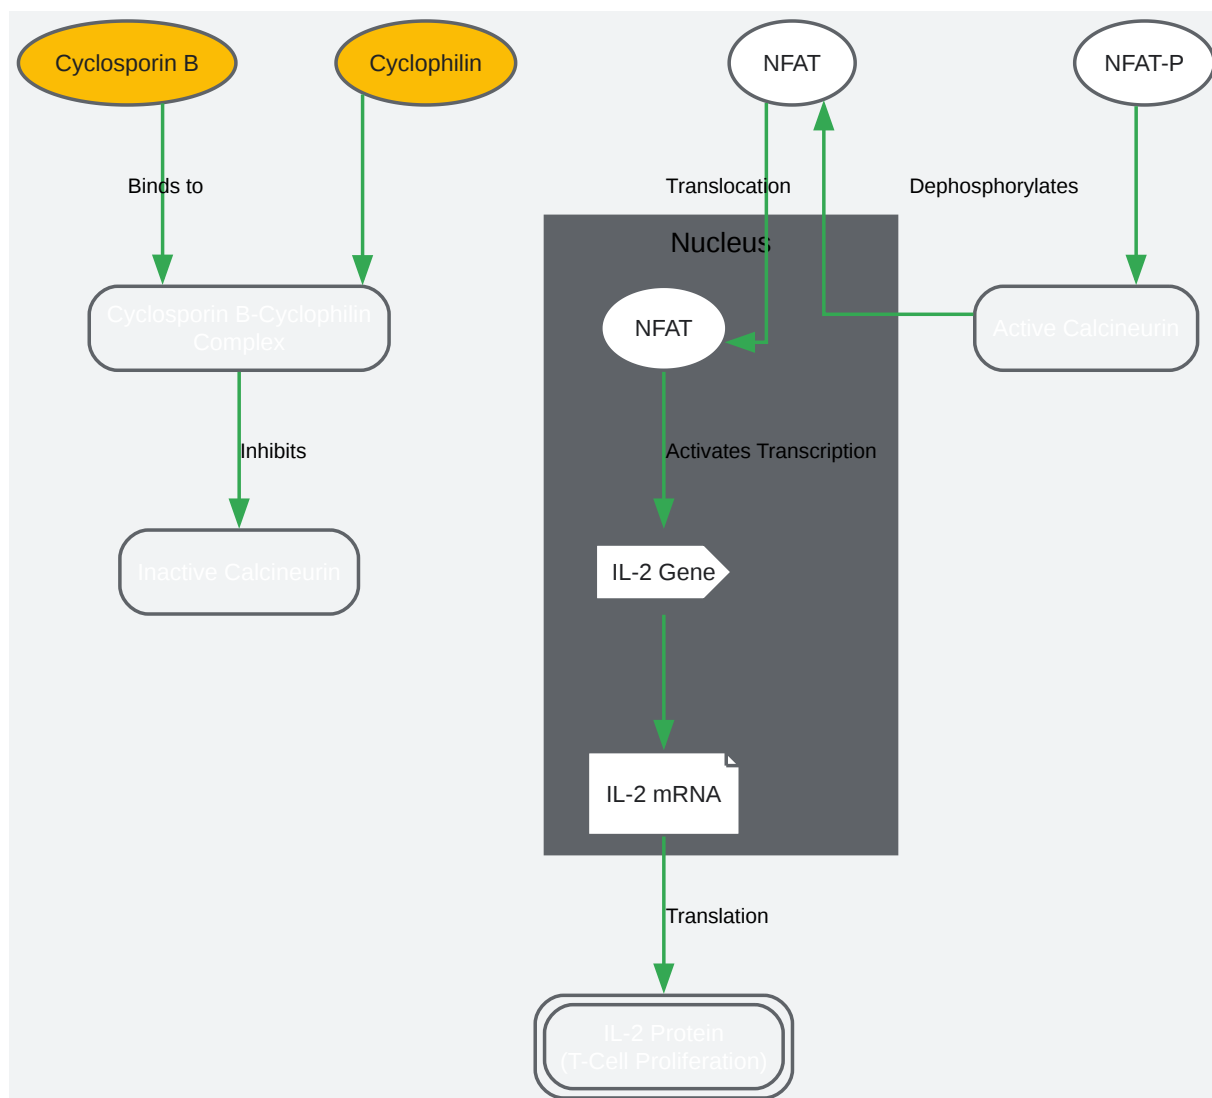 Cyclosporin B
Cyclophilin
NFAT
NFAT-P
Binds to
Translocation
Dephosphorylates
Nucleus
Cyclosporin B-Cyclophilin
Complex
NFAT
Active Calcineurin
Inhibits
Activates Transcription
Inactive Calcineurin
IL-2 Gene
IL-2 mRNA
Translation
IL-2 Protein
(T-Cell Proliferation)